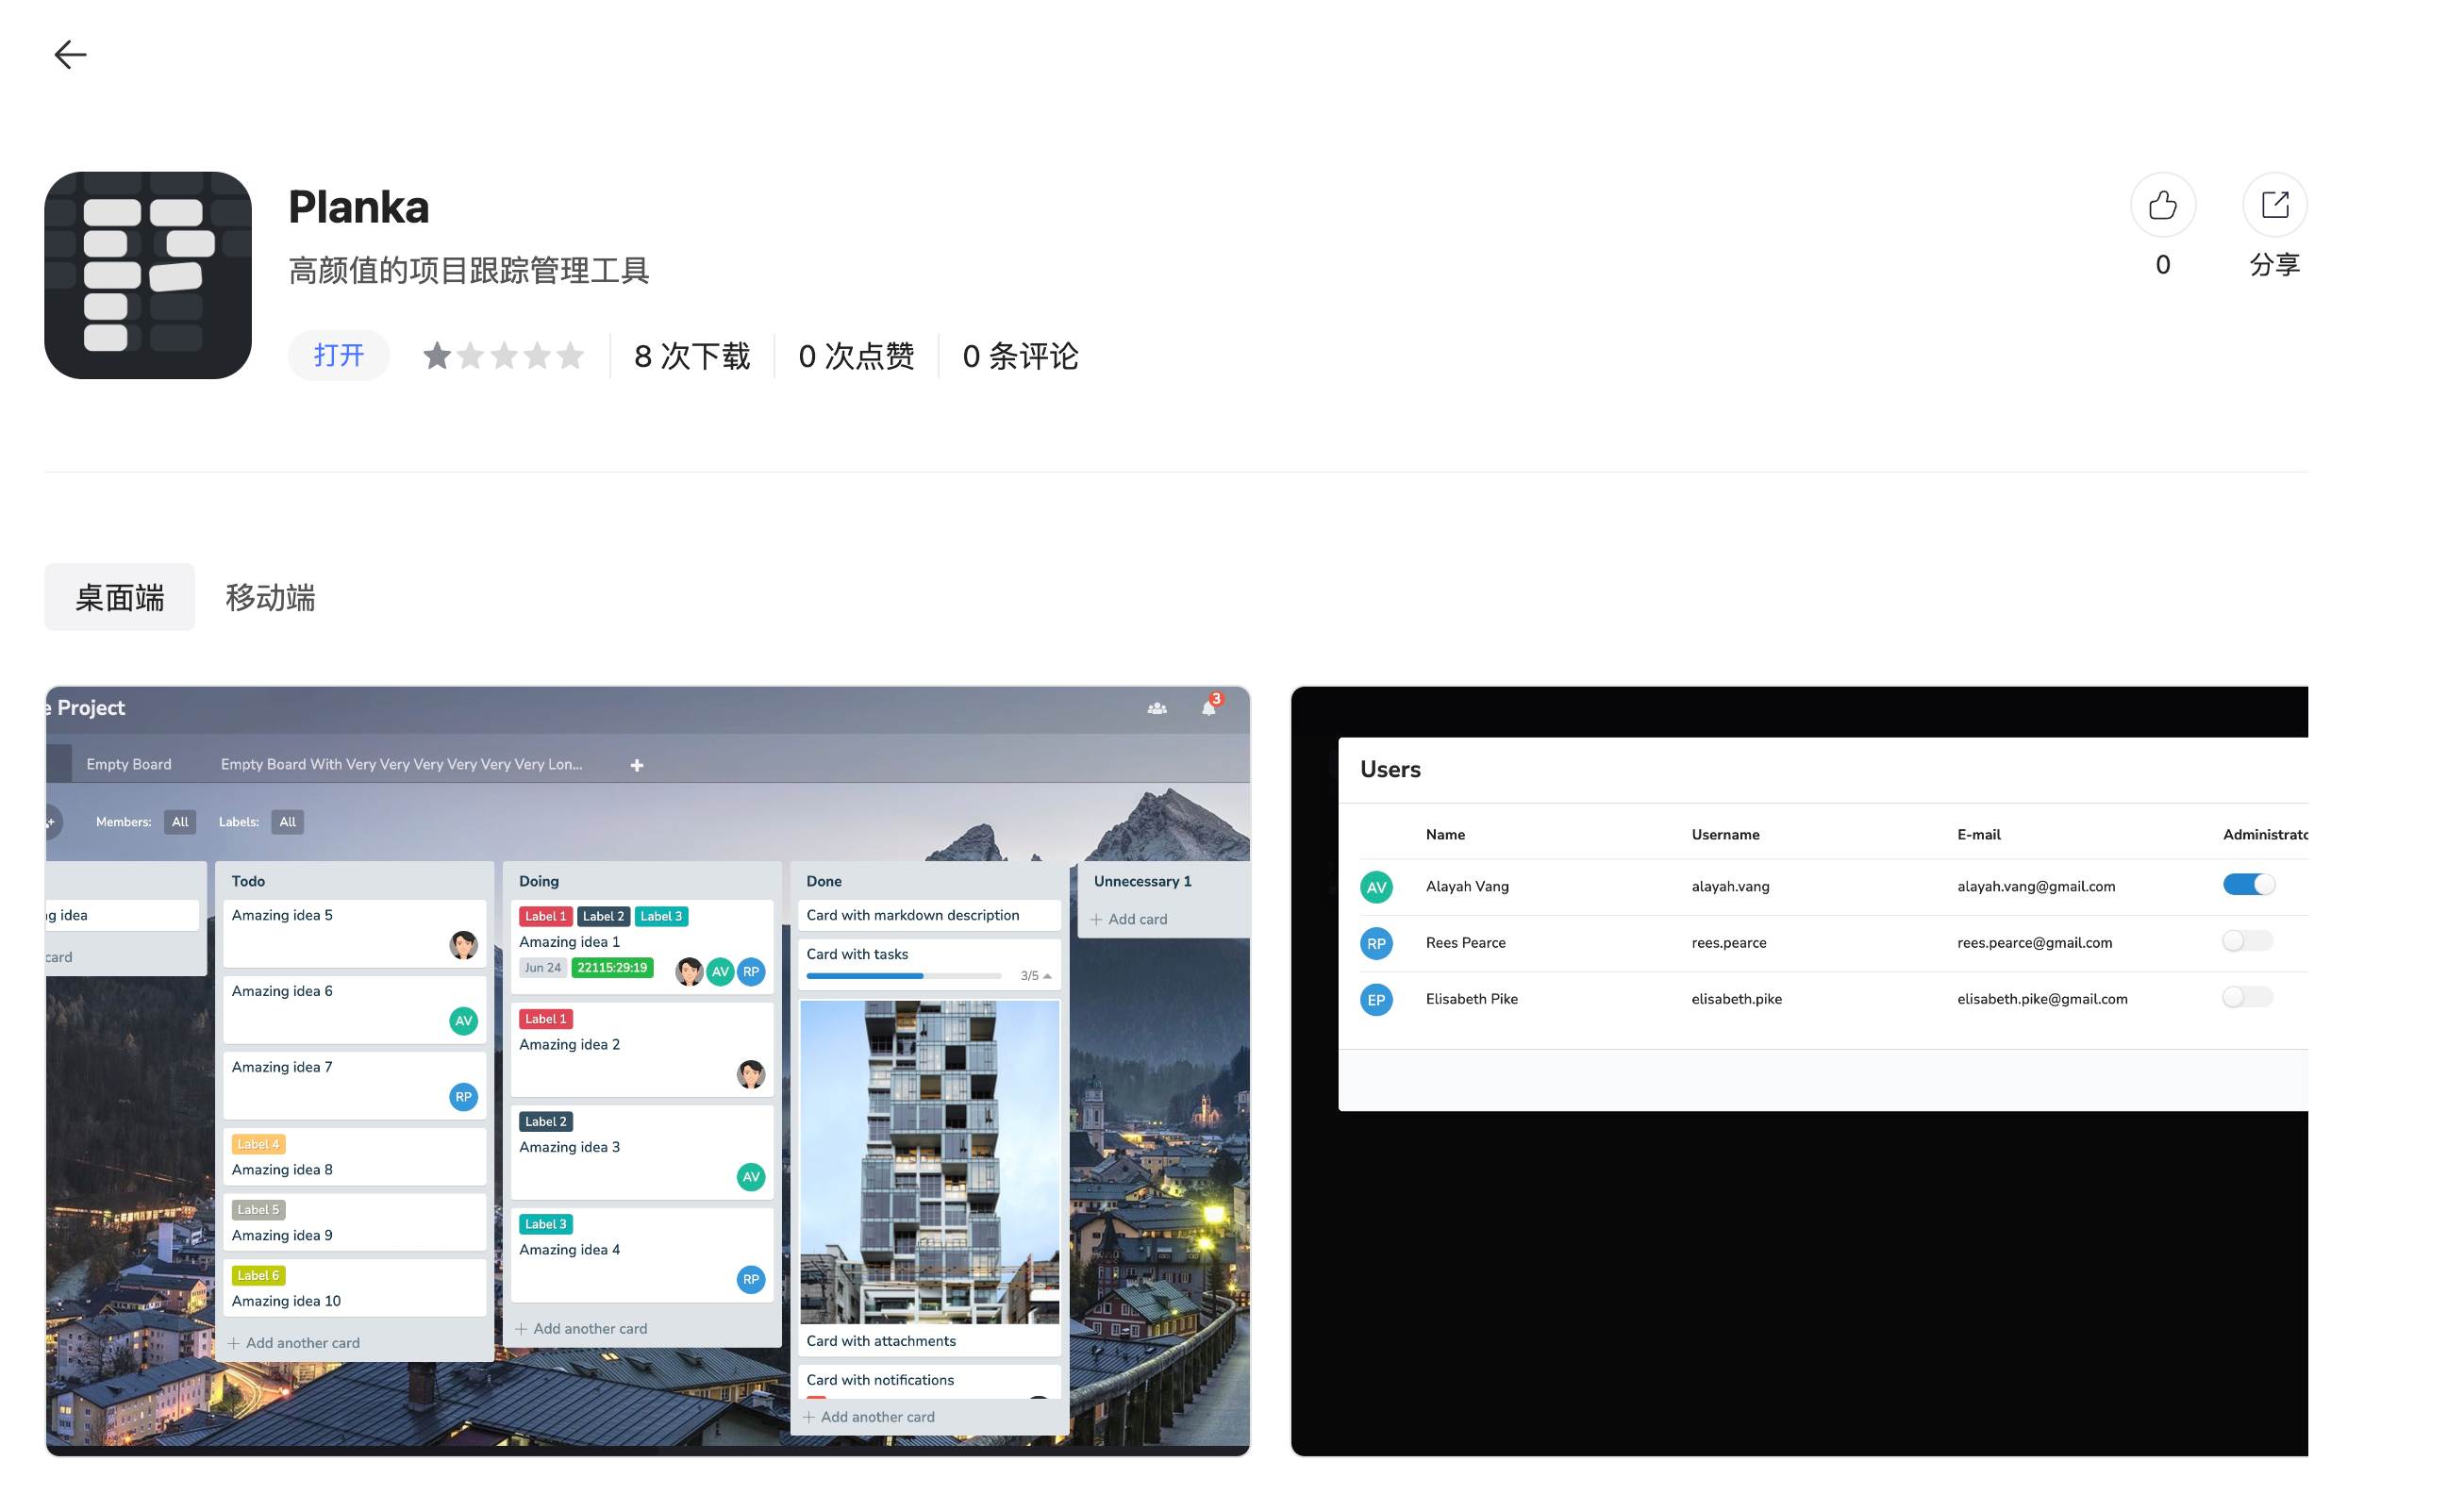 Planka
高颜值的项目跟踪管理工具
0
分享
打开
8 次下载
0 次点赞
0 条评论
桌面端
移动端
e Project
3
Empty Board
Empty Board With Very Very Very Very Very Very Lon...
Members: All Labels: All
g idea
card
Todo
Amazing idea 5
Amazing idea 6
AV
Amazing idea 7
RP
Label 4
Amazing idea 8
Label 5
Amazing idea 9
Label 6
Amazing idea 10
Add another card
Doing
Label 1 Label 2 Label 3
Amazing idea 1
Jun 24 22115:29:19 AV RP
Label 1
Amazing idea 2
Label 2
Amazing idea 3
AV
Label 3
Amazing idea 4
RP
Add another card
Done
Card with markdown description
Card with tasks
3/5
Card with attachments
Card with notifications
Add another card
Unnecessary 1
Add card
Users
Name Username E-mail Administrato
AV Alayah Vang alayah.vang alayah.vang@gmail.com
RP Rees Pearce rees.pearce rees.pearce@gmail.com
EP Elisabeth Pike elisabeth.pike elisabeth.pike@gmail.com